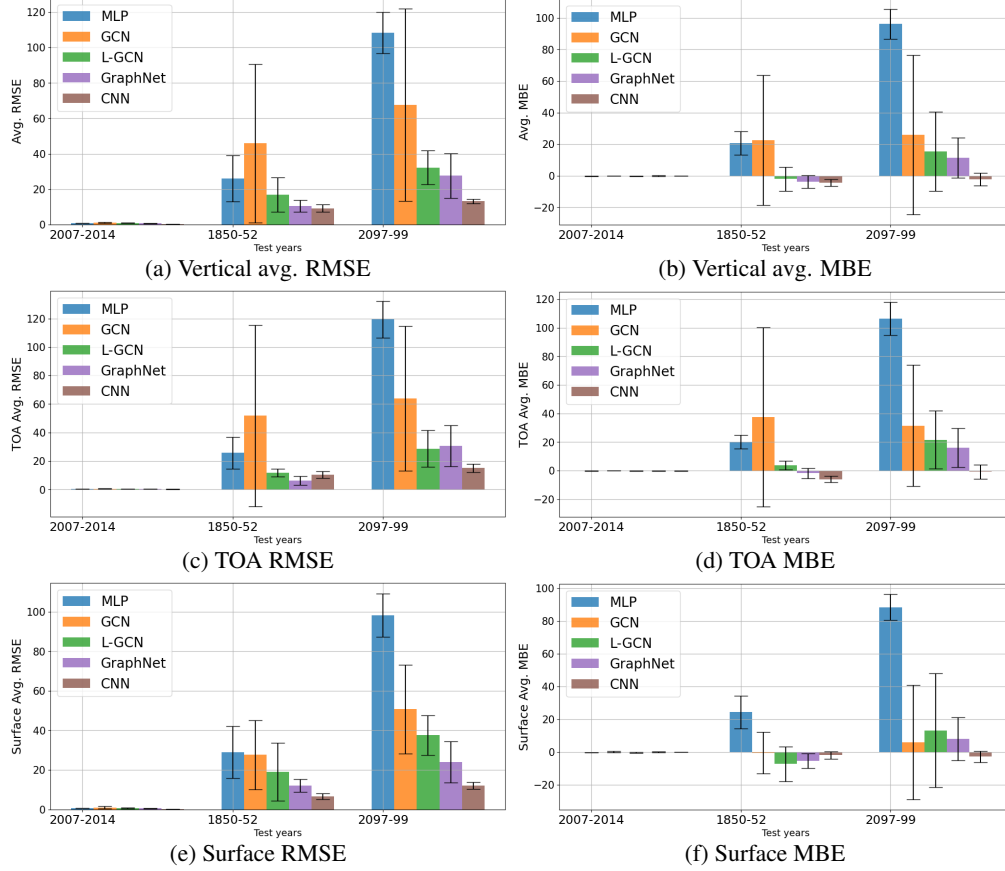 120
100
80
60
40
20
0
Avg. RMSE
MLP
GCN
L-GCN
GraphNet
CNN
2007-2014
1850-52
2097-99
Test years
(a) Vertical avg. RMSE
100
80
60
40
20
0
−20
Avg. MBE
MLP
GCN
L-GCN
GraphNet
CNN
2007-2014
1850-52
2097-99
Test years
(b) Vertical avg. MBE
120
100
80
60
40
20
0
TOA Avg. RMSE
MLP
GCN
L-GCN
GraphNet
CNN
2007-2014
1850-52
2097-99
Test years
(c) TOA RMSE
120
100
80
60
40
20
0
−20
TOA Avg. MBE
MLP
GCN
L-GCN
GraphNet
CNN
2007-2014
1850-52
2097-99
Test years
(d) TOA MBE
100
80
60
40
20
0
Surface Avg. RMSE
MLP
GCN
L-GCN
GraphNet
CNN
2007-2014
1850-52
2097-99
Test years
(e) Surface RMSE
100
80
60
40
20
0
−20
Surface Avg. MBE
MLP
GCN
L-GCN
GraphNet
CNN
2007-2014
1850-52
2097-99
Test years
(f) Surface MBE